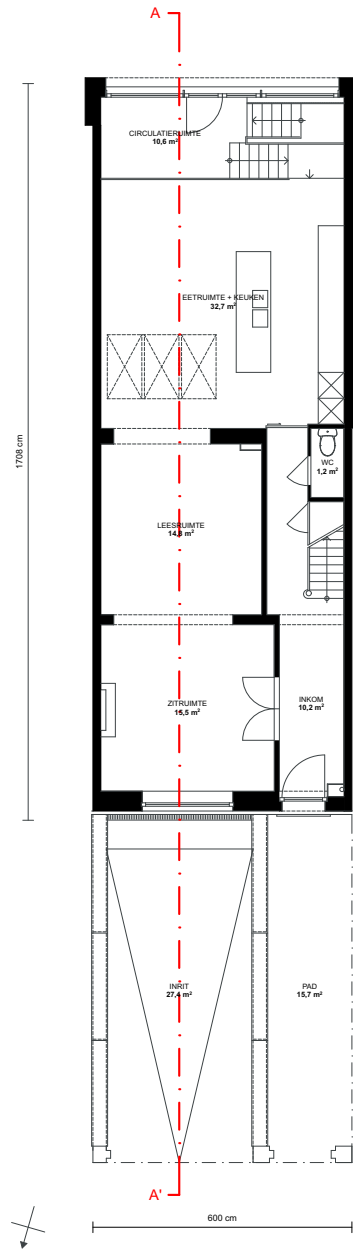 A
CIRCULATIERUIMTE
10,6 m²
EETRUIMTE + KEUKEN
32,7 m²
1708 cm
WC
1,2 m²
LEESRUIMTE
14,8 m²
ZITRUIMTE
15,5 m²
INKOM
10,2 m²
INRIT
27,4 m²
PAD
15,7 m²
A'
600 cm